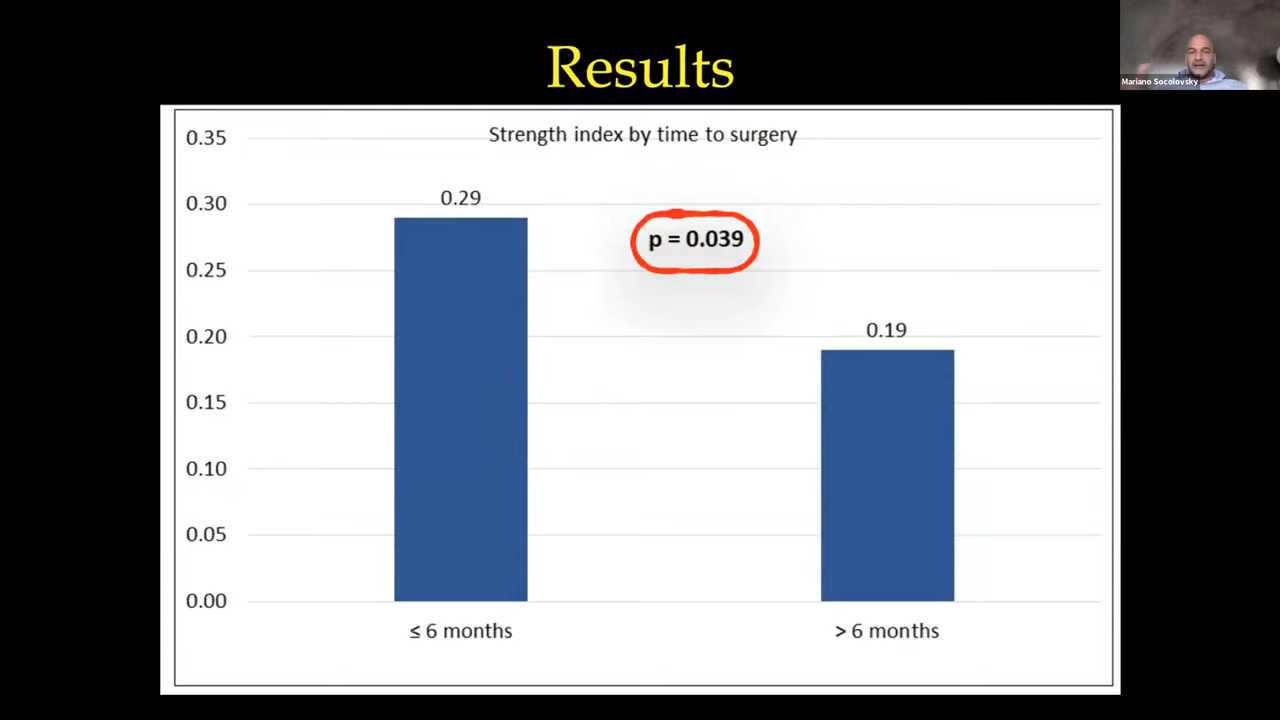 Results
Mariano Socolovsky
Strength index by time to surgery
0.35
0.30
0.25
0.20
0.15
0.10
0.05
0.00
0.29
p = 0.039
0.19
≤ 6 months
> 6 months